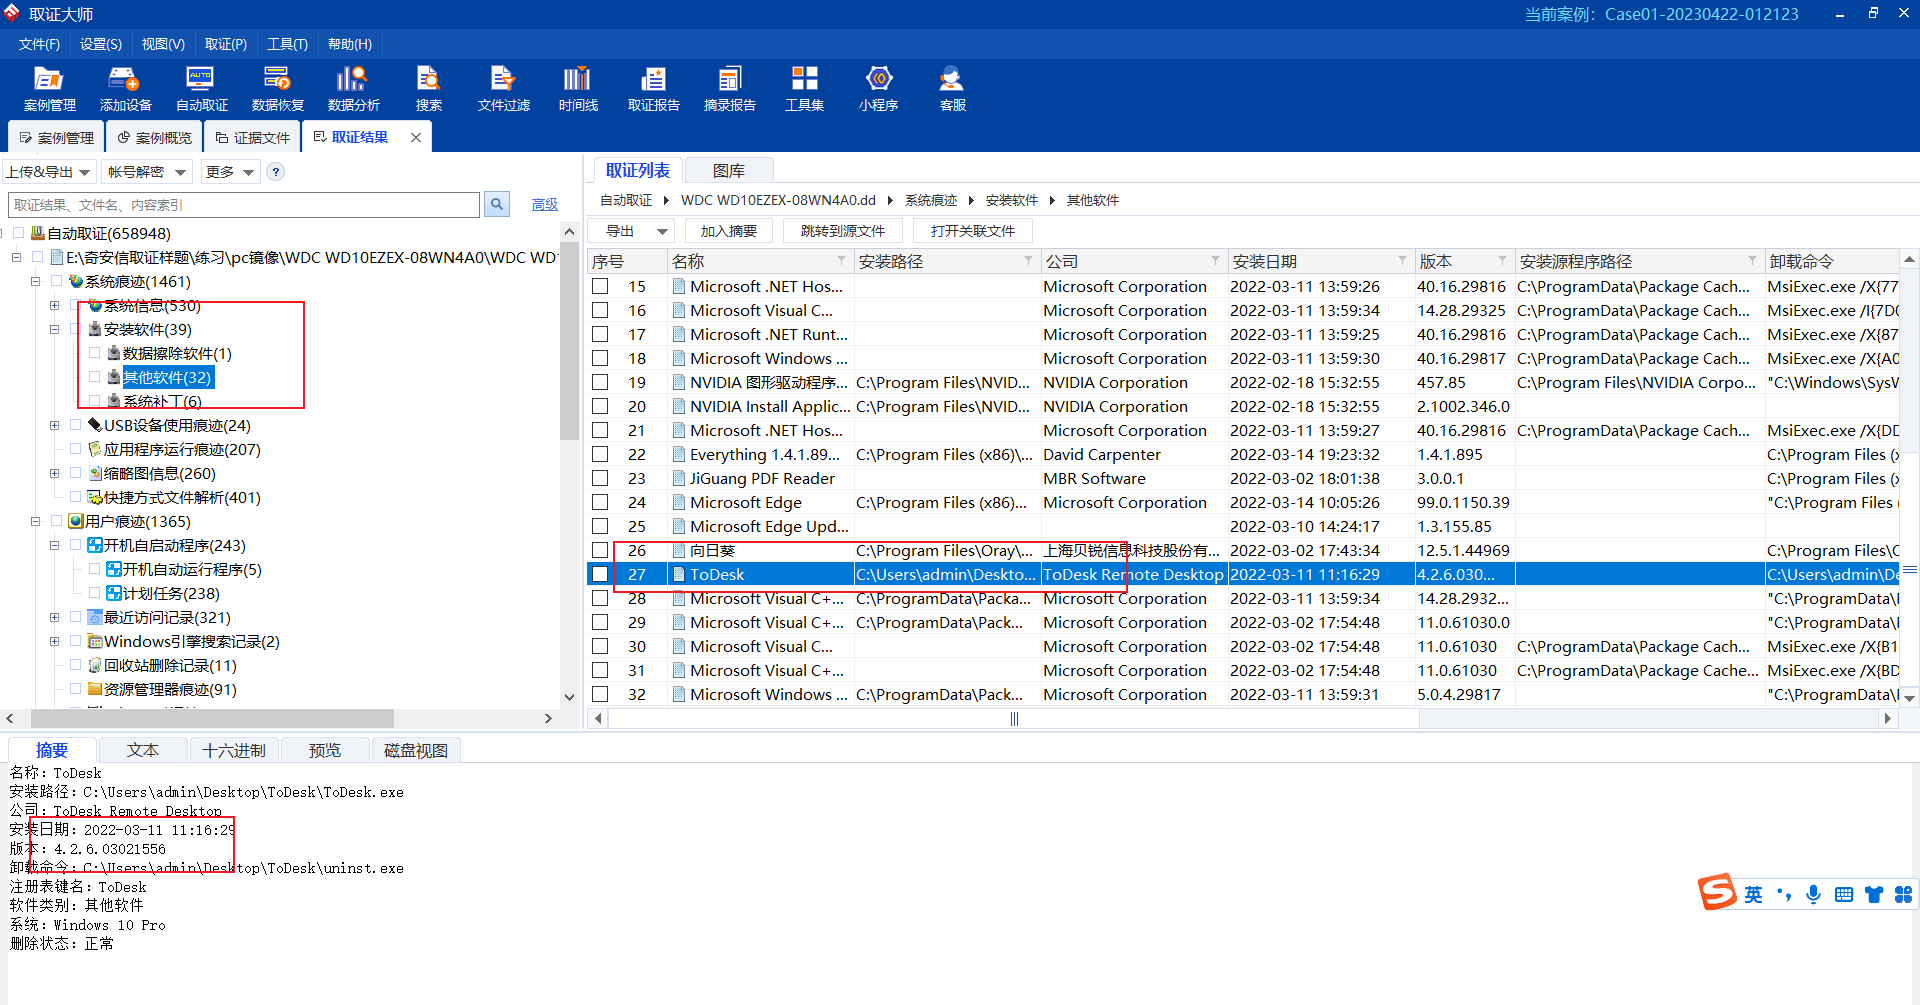 取证大师
当前案例：Case01-20230422-012123
文件(F) 设置(S) 视图(V) 取证(P) 工具(T) 帮助(H)
案例管理 添加设备 自动取证 数据恢复 数据分析 搜索 文件过滤 时间线 取证报告 摘录报告 工具集 小程序 客服
案例管理 案例概览 证据文件 取证结果
上传&导出 帐号解密 更多 ?
取证结果、文件名、内容索引 高级
自动取证(658948)
E:\奇安信取证样题\练习\pc镜像\WDC WD10EZEX-08WN4A0\WDC WD1
系统痕迹(1461)
系统信息(530)
安装软件(39)
数据擦除软件(1)
其他软件(32)
系统补丁(6)
USB设备使用痕迹(24)
应用程序运行痕迹(207)
缩略图信息(260)
快捷方式文件解析(401)
用户痕迹(1365)
开机自启动程序(243)
开机自动运行程序(5)
计划任务(238)
最近访问记录(321)
Windows引擎搜索记录(2)
回收站删除记录(11)
资源管理器痕迹(91)
取证列表 图库
自动取证 WDC WD10EZEX-08WN4A0.dd 系统痕迹 安装软件 其他软件
导出 加入摘要 跳转到源文件 打开关联文件
序号 名称 安装路径 公司 安装日期 版本 安装源程序路径 卸载命令
15 Microsoft .NET Hos... Microsoft Corporation 2022-03-11 13:59:26 40.16.29816 C:\ProgramData\Package Cach... MsiExec.exe /X{77
16 Microsoft Visual C... Microsoft Corporation 2022-03-11 13:59:34 14.28.29325 C:\ProgramData\Package Cach... MsiExec.exe /I{7D0
17 Microsoft .NET Runt... Microsoft Corporation 2022-03-11 13:59:25 40.16.29816 C:\ProgramData\Package Cach... MsiExec.exe /X{87
18 Microsoft Windows ... Microsoft Corporation 2022-03-11 13:59:30 40.16.29817 C:\ProgramData\Package Cach... MsiExec.exe /X{A0
19 NVIDIA 图形驱动程序... C:\Program Files\NVID... NVIDIA Corporation 2022-02-18 15:32:55 457.85 C:\Program Files\NVIDIA Corpo... "C:\Windows\SysW
20 NVIDIA Install Applic... C:\Program Files\NVID... NVIDIA Corporation 2022-02-18 15:32:55 2.1002.346.0
21 Microsoft .NET Hos... Microsoft Corporation 2022-03-11 13:59:27 40.16.29816 C:\ProgramData\Package Cach... MsiExec.exe /X{DD
22 Everything 1.4.1.89... C:\Program Files (x86)\... David Carpenter 2022-03-14 19:23:32 1.4.1.895 C:\Program Files (x
23 JiGuang PDF Reader MBR Software 2022-03-02 18:01:38 3.0.0.1 C:\Program Files (x
24 Microsoft Edge C:\Program Files (x86)... Microsoft Corporation 2022-03-14 10:05:26 99.0.1150.39 "C:\Program Files (
25 Microsoft Edge Upd... 2022-03-10 14:24:17 1.3.155.85
26 向日葵 C:\Program Files\Oray\... 上海贝锐信息科技股份有... 2022-03-02 17:43:34 12.5.1.44969 C:\Program Files\C
27 ToDesk C:\Users\admin\Deskto... ToDesk Remote Desktop 2022-03-11 11:16:29 4.2.6.030... C:\Users\admin\De
28 Microsoft Visual C+... C:\ProgramData\Packa... Microsoft Corporation 2022-03-11 13:59:34 14.28.2932... "C:\ProgramData\
29 Microsoft Visual C+... C:\ProgramData\Pack... Microsoft Corporation 2022-03-02 17:54:48 11.0.61030.0 "C:\ProgramData\
30 Microsoft Visual C... Microsoft Corporation 2022-03-02 17:54:48 11.0.61030 C:\ProgramData\Package Cach... MsiExec.exe /X{B1
31 Microsoft Visual C+... Microsoft Corporation 2022-03-02 17:54:48 11.0.61030 C:\ProgramData\Package Cache... MsiExec.exe /X{BD
32 Microsoft Windows ... C:\ProgramData\Pack... Microsoft Corporation 2022-03-11 13:59:31 5.0.4.29817 "C:\ProgramData\
摘要 文本 十六进制 预览 磁盘视图
名称：ToDesk
安装路径：C:\Users\admin\Desktop\ToDesk\ToDesk.exe
公司：ToDesk Remote Desktop
安装日期：2022-03-11 11:16:29
版本：4.2.6.03021556
卸载命令：C:\Users\admin\Desktop\ToDesk\uninst.exe
注册表键名：ToDesk
软件类别：其他软件
系统：Windows 10 Pro
删除状态：正常
英